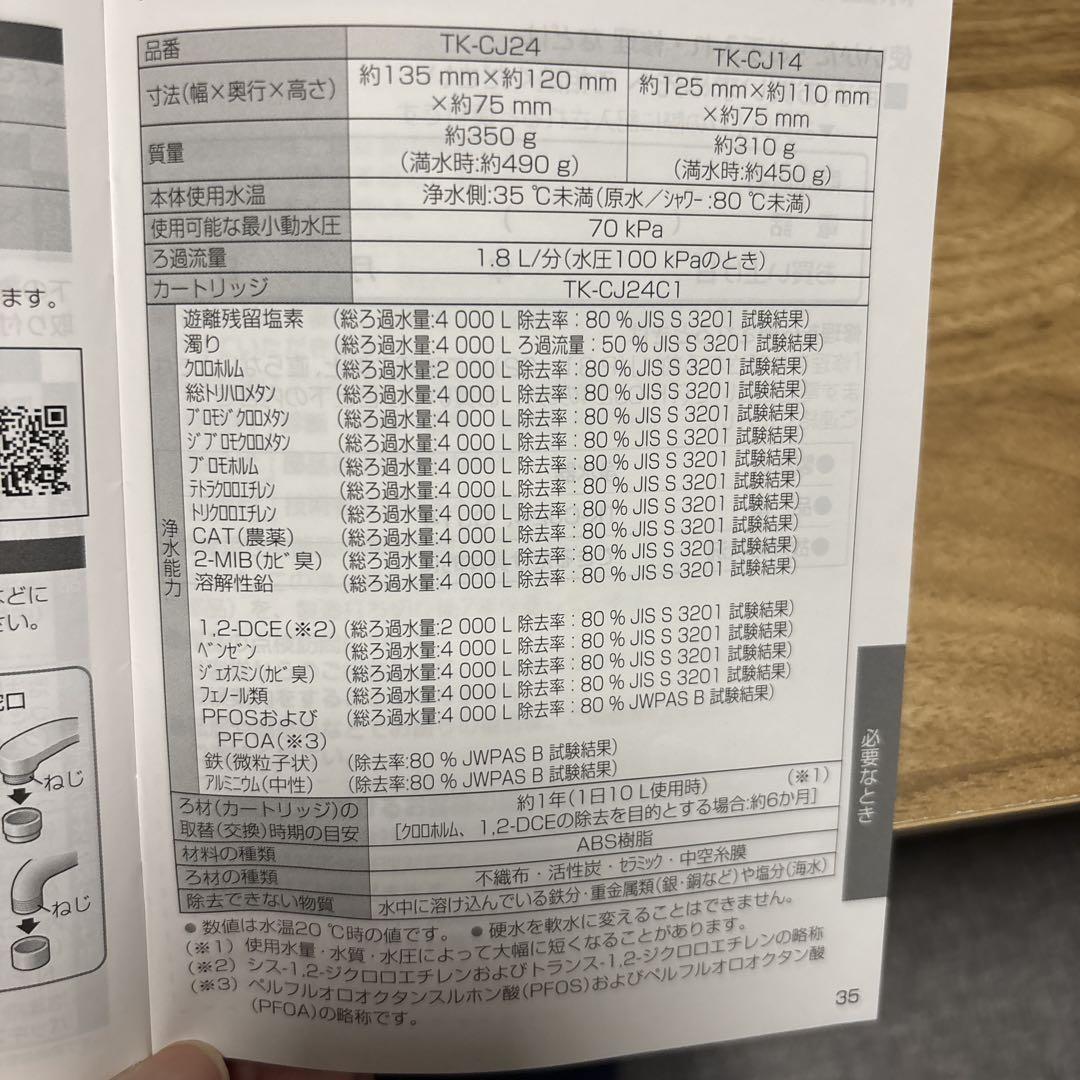 品番 TK-CJ24 TK-CJ14
寸法(幅×奥行×高さ) 約135 mm×約120 mm 約125 mm×約110 mm
×約75 mm ×約75 mm
質量 約350 g 約310 g
(満水時:約490 g) (満水時:約450 g)
本体使用水温 浄水側:35 ℃未満(原水/シャワー:80 ℃未満)
使用可能な最小動水圧 70 kPa
ろ過流量 1.8 L/分(水圧100 kPaのとき)
カートリッジ TK-CJ24C1
浄水能力
遊離残留塩素 (総ろ過水量:4 000 L 除去率:80 % JIS S 3201 試験結果)
濁り (総ろ過水量:4 000 L ろ過流量:50 % JIS S 3201 試験結果)
クロロホルム (総ろ過水量:2 000 L 除去率:80 % JIS S 3201 試験結果)
総トリハロメタン (総ろ過水量:4 000 L 除去率:80 % JIS S 3201 試験結果)
ブロモジクロロメタン (総ろ過水量:4 000 L 除去率:80 % JIS S 3201 試験結果)
ジブロモクロロメタン (総ろ過水量:4 000 L 除去率:80 % JIS S 3201 試験結果)
ブロモホルム (総ろ過水量:4 000 L 除去率:80 % JIS S 3201 試験結果)
テトラクロロエチレン (総ろ過水量:4 000 L 除去率:80 % JIS S 3201 試験結果)
トリクロロエチレン (総ろ過水量:4 000 L 除去率:80 % JIS S 3201 試験結果)
CAT(農薬) (総ろ過水量:4 000 L 除去率:80 % JIS S 3201 試験結果)
2-MIB(カビ臭) (総ろ過水量:4 000 L 除去率:80 % JIS S 3201 試験結果)
溶解性鉛 (総ろ過水量:4 000 L 除去率:80 % JIS S 3201 試験結果)
1,2-DCE(※2) (総ろ過水量:2 000 L 除去率:80 % JIS S 3201 試験結果)
ベンゼン (総ろ過水量:4 000 L 除去率:80 % JIS S 3201 試験結果)
ジェオスミン(カビ臭) (総ろ過水量:4 000 L 除去率:80 % JIS S 3201 試験結果)
フェノール類 (総ろ過水量:4 000 L 除去率:80 % JIS S 3201 試験結果)
PFOSおよび (総ろ過水量:4 000 L 除去率:80 % JWPAS B 試験結果)
PFOA(※3)
鉄(微粒子状) (除去率:80 % JWPAS B 試験結果)
アルミニウム(中性) (除去率:80 % JWPAS B 試験結果)
ろ材(カートリッジ)の 約1年(1日10 L使用時) (※1)
取替(交換)時期の目安 [クロロホルム、1,2-DCEの除去を目的とする場合:約6か月]
材料の種類 ABS樹脂
ろ材の種類 不織布・活性炭・セラミック・中空糸膜
除去できない物質 水中に溶け込んでいる鉄分・重金属類(銀・銅など)や塩分(海水)
●数値は水温20 ℃時の値です。 ●硬水を軟水に変えることはできません。
(※1) 使用水量・水質・水圧によって大幅に短くなることがあります。
(※2) シス-1,2-ジクロロエチレンおよびトランス-1,2-ジクロロエチレンの略称
(※3) ペルフルオロオクタンスルホン酸(PFOS)およびペルフルオロオクタン酸
(PFOA)の略称です。
必要なとき
35
ます。
などに
さい。
蛇口
ねじ
ねじ